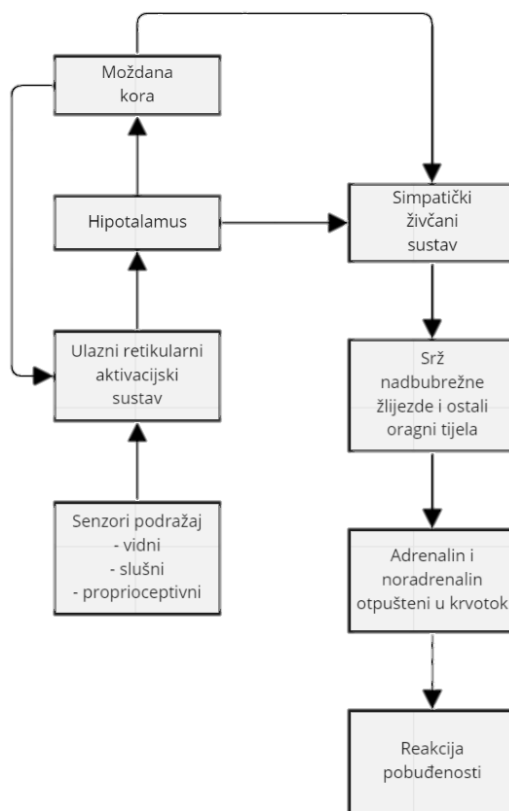 Moždana
kora
Hipotalamus
Ulazni retikularni
aktivacijski
sustav
Senzori podražaj
- vidni
- slušni
- proprioceptivni
Simpatički
živčani
sustav
Srž
nadbubrežne
žlijezde i ostali
oragni tijela
Adrenalin i
noradrenalin
otpušteni u krvotok
Reakcija
pobuđenosti